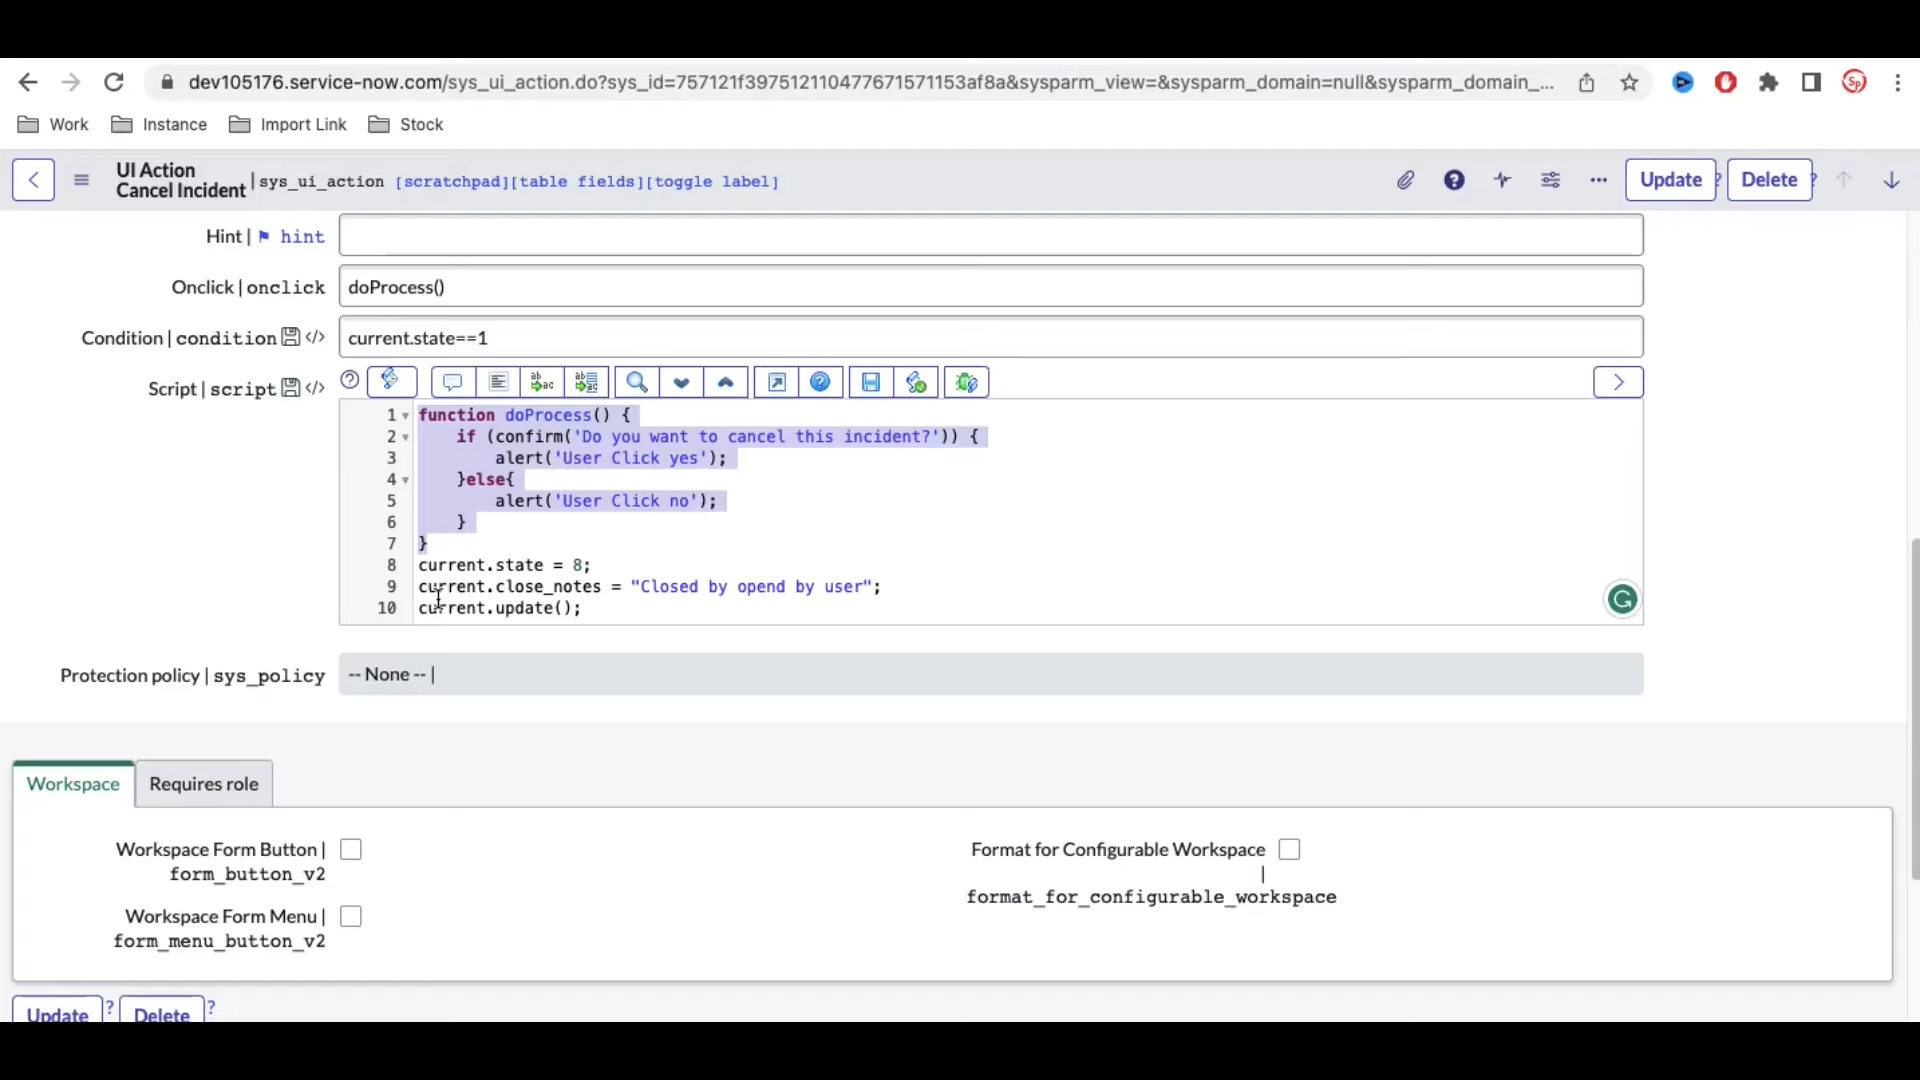 dev105176.service-now.com/sys_ui_action.do?sys_id=757121f397512110477671571153af8a&sysparm_view=&sysparm_domain=null&sysparm_domain_...
Sp
Work Instance Import Link Stock
UI Action
Cancel Incident | sys_ui_action [scratchpad][table fields][toggle label]
Update ? Delete ?
Hint | hint
Onclick | onclick doProcess()
Condition | condition </> current.state==1
Script | script </>
1 function doProcess() {
2 if (confirm('Do you want to cancel this incident?')) {
3 alert('User Click yes');
4 }else{
5 alert('User Click no');
6 }
7 }
8 current.state = 8;
9 current.close_notes = "Closed by opend by user";
10 current.update();
Protection policy | sys_policy -- None -- |
Workspace Requires role
Workspace Form Button |
form_button_v2
Format for Configurable Workspace
|
format_for_configurable_workspace
Workspace Form Menu |
form_menu_button_v2
Update ? Delete ?